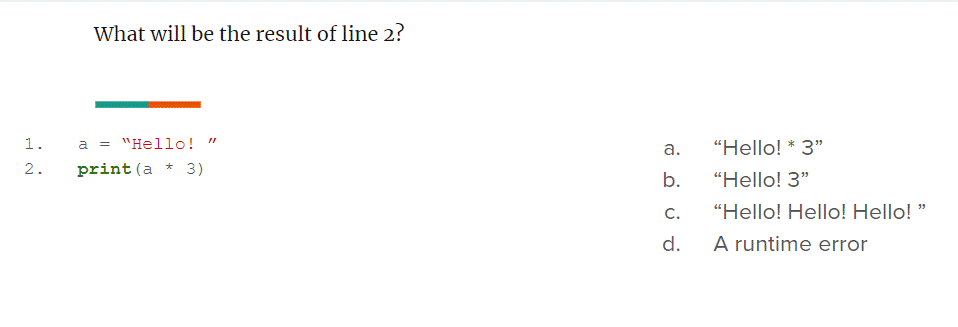 What will be the result of line 2?
1. a = “Hello! ”
2. print(a * 3)
a. “Hello! * 3”
b. “Hello! 3”
c. “Hello! Hello! Hello! ”
d. A runtime error